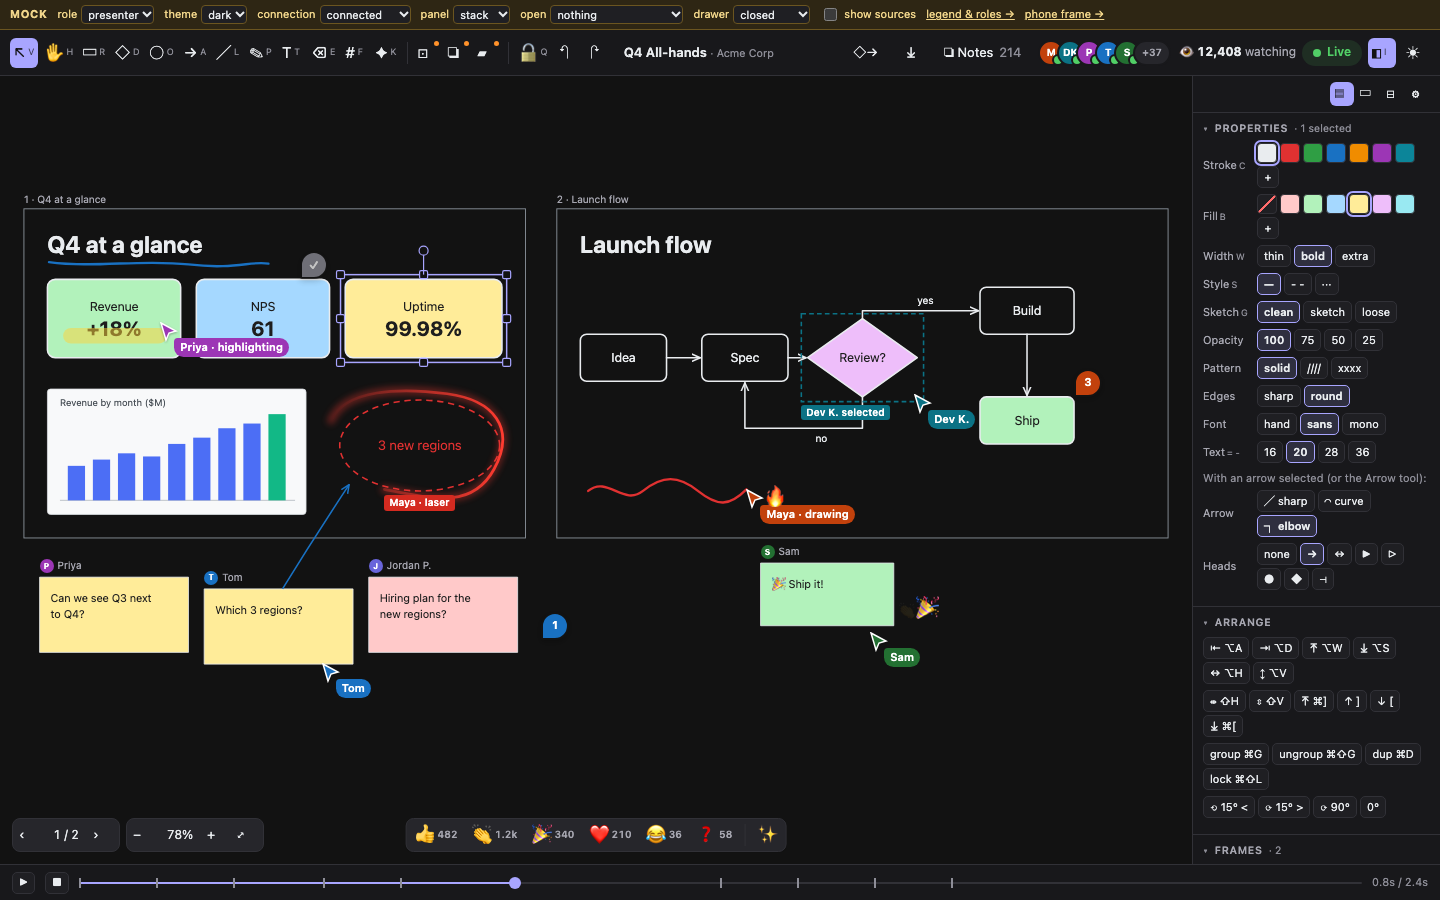 MOCK role presenter theme dark connection connected panel stack open nothing drawer closed show sources legend & roles → phone frame →
V H R D O A L P T T E F K Q Q4 All-hands · Acme Corp Notes 214 M DK P T S +37 12,408 watching Live
PROPERTIES · 1 selected
Stroke C
+
Fill B
+
Width W thin bold extra
Style S
Sketch G clean sketch loose
Opacity 100 75 50 25
Pattern solid //// xxxx
Edges sharp round
Font hand sans mono
Text = - 16 20 28 36
With an arrow selected (or the Arrow tool):
Arrow sharp curve
elbow
Heads none
ARRANGE
⇤ ⌥A ⇥ ⌥D ⤒ ⌥W ⤓ ⌥S
↔ ⌥H ↕ ⌥V
⇧H ⇧V ⤒ ⌘] ↑ ] ↓ [
⤓ ⌘[
group ⌘G ungroup ⌘⇧G dup ⌘D
lock ⌘⇧L
⟲ 15° < ⟳ 15° > ⟳ 90° 0°
FRAMES · 2
1 · Q4 at a glance
Q4 at a glance
Revenue
+18%
NPS
61
Uptime
99.98%
Priya · highlighting
Revenue by month ($M)
3 new regions
Maya · laser
2 · Launch flow
Launch flow
Idea
Spec
Review?
yes
Build
no
Ship
3
Dev K. selected
Dev K.
Maya · drawing
P Priya
Can we see Q3 next
to Q4?
T Tom
Which 3 regions?
Tom
J Jordan P.
Hiring plan for the
new regions?
1
S Sam
🎉 Ship it!
Sam
‹ 1 / 2 › − 78% +
👍 482 👏 1.2k 🎉 340 ❤️ 210 😂 36 ❓ 58 ✨
0.8s / 2.4s